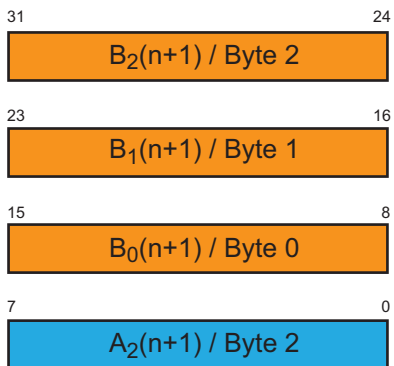 31 24
B₂(n+1) / Byte 2
23 16
B₁(n+1) / Byte 1
15 8
B₀(n+1) / Byte 0
7 0
A₂(n+1) / Byte 2